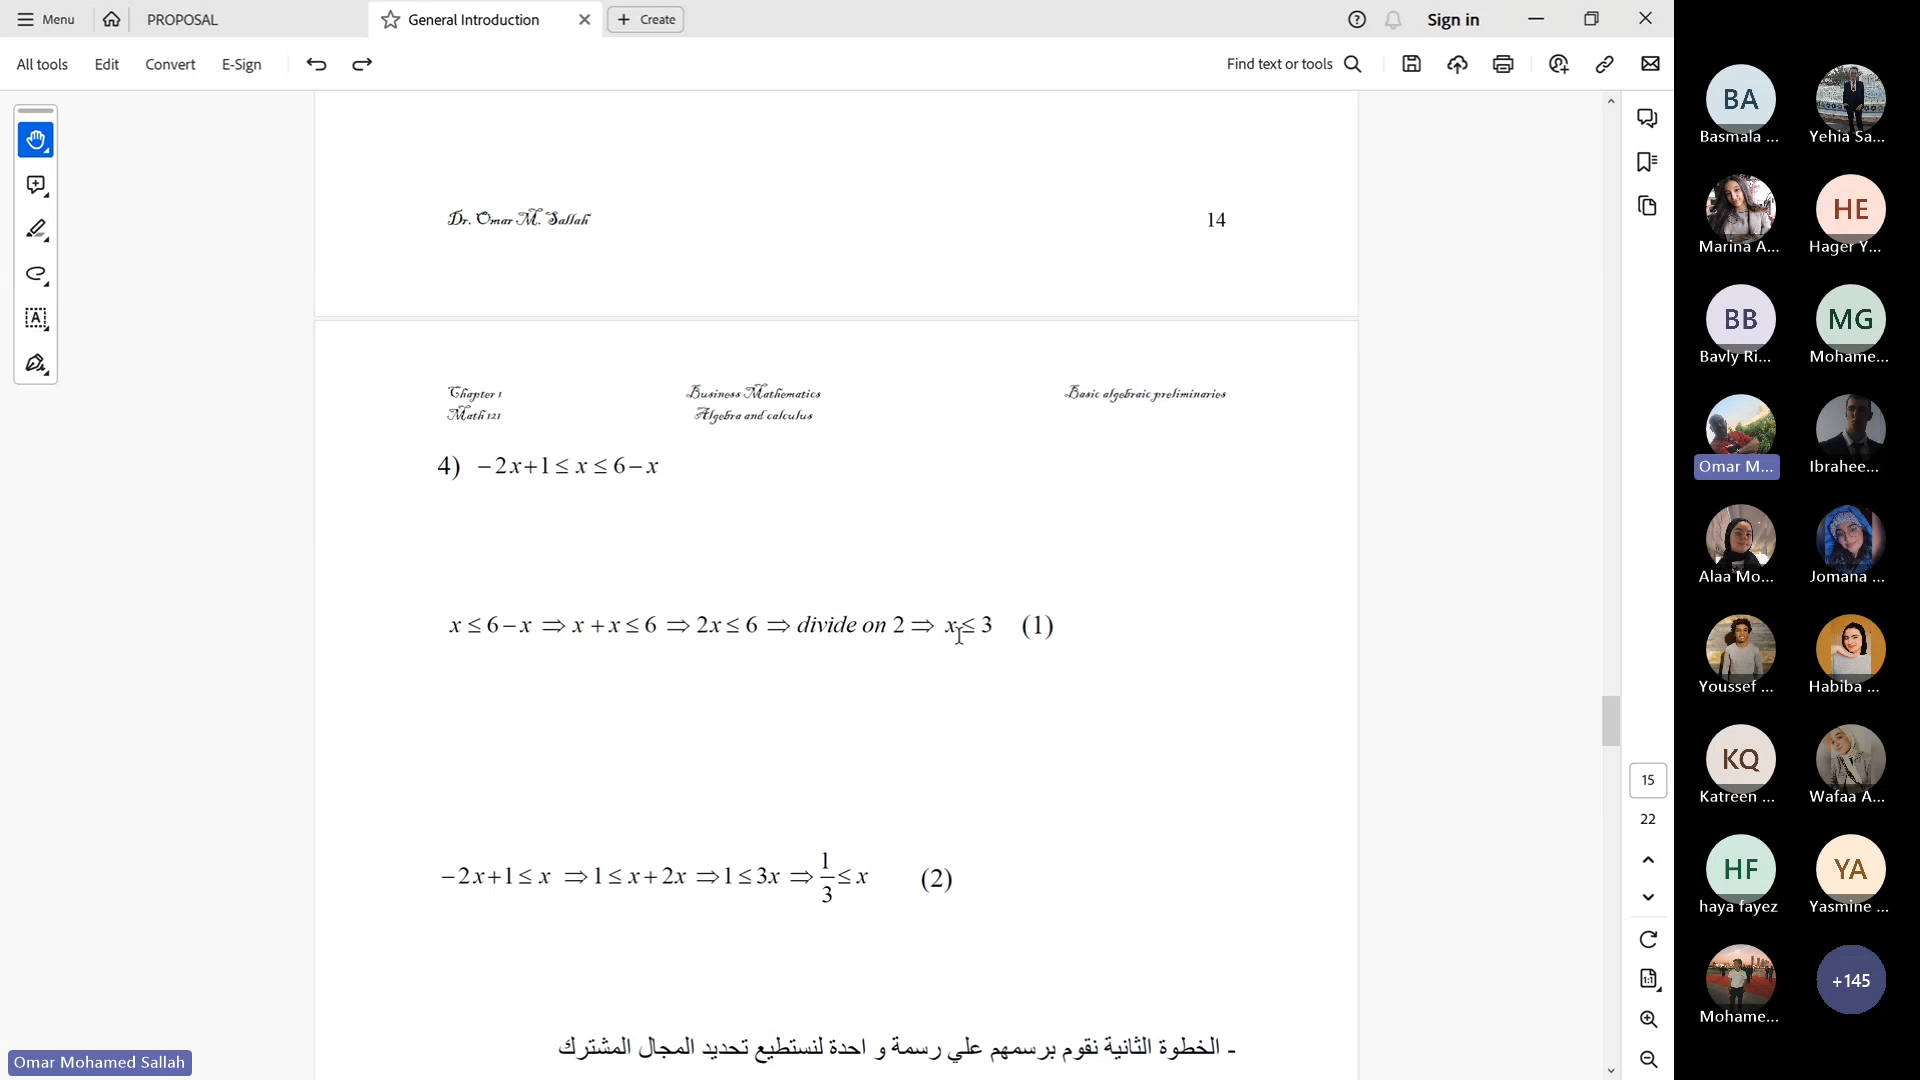 Menu
PROPOSAL
General Introduction
Create
Sign in
All tools
Edit
Convert
E-Sign
Find text or tools
Dr. Omar M. Sallah
14
Chapter 1
Business Mathematics
Basic algebraic preliminaries
Math 121
Algebra and calculus
4) −2x+1 ≤ x ≤ 6−x
x ≤ 6−x ⇒ x+x ≤ 6 ⇒ 2x ≤ 6 ⇒ divide on 2 ⇒ x ≤ 3 (1)
−2x+1 ≤ x ⇒ 1 ≤ x+2x ⇒ 1 ≤ 3x ⇒ 1/3 ≤ x (2)
- الخطوة الثانية نقوم برسمهم علي رسمة و احدة لنستطيع تحديد المجال المشترك
15
22
1:1
Omar Mohamed Sallah
BA
Basmala ...
Yehia Sa...
Marina A...
HE
Hager Y...
BB
Bavly Ri...
MG
Mohame...
Omar M...
Ibrahee...
Alaa Mo...
Jomana ...
Youssef ...
Habiba ...
KQ
Katreen ...
Wafaa A...
HF
haya fayez
YA
Yasmine ...
Mohame...
+145